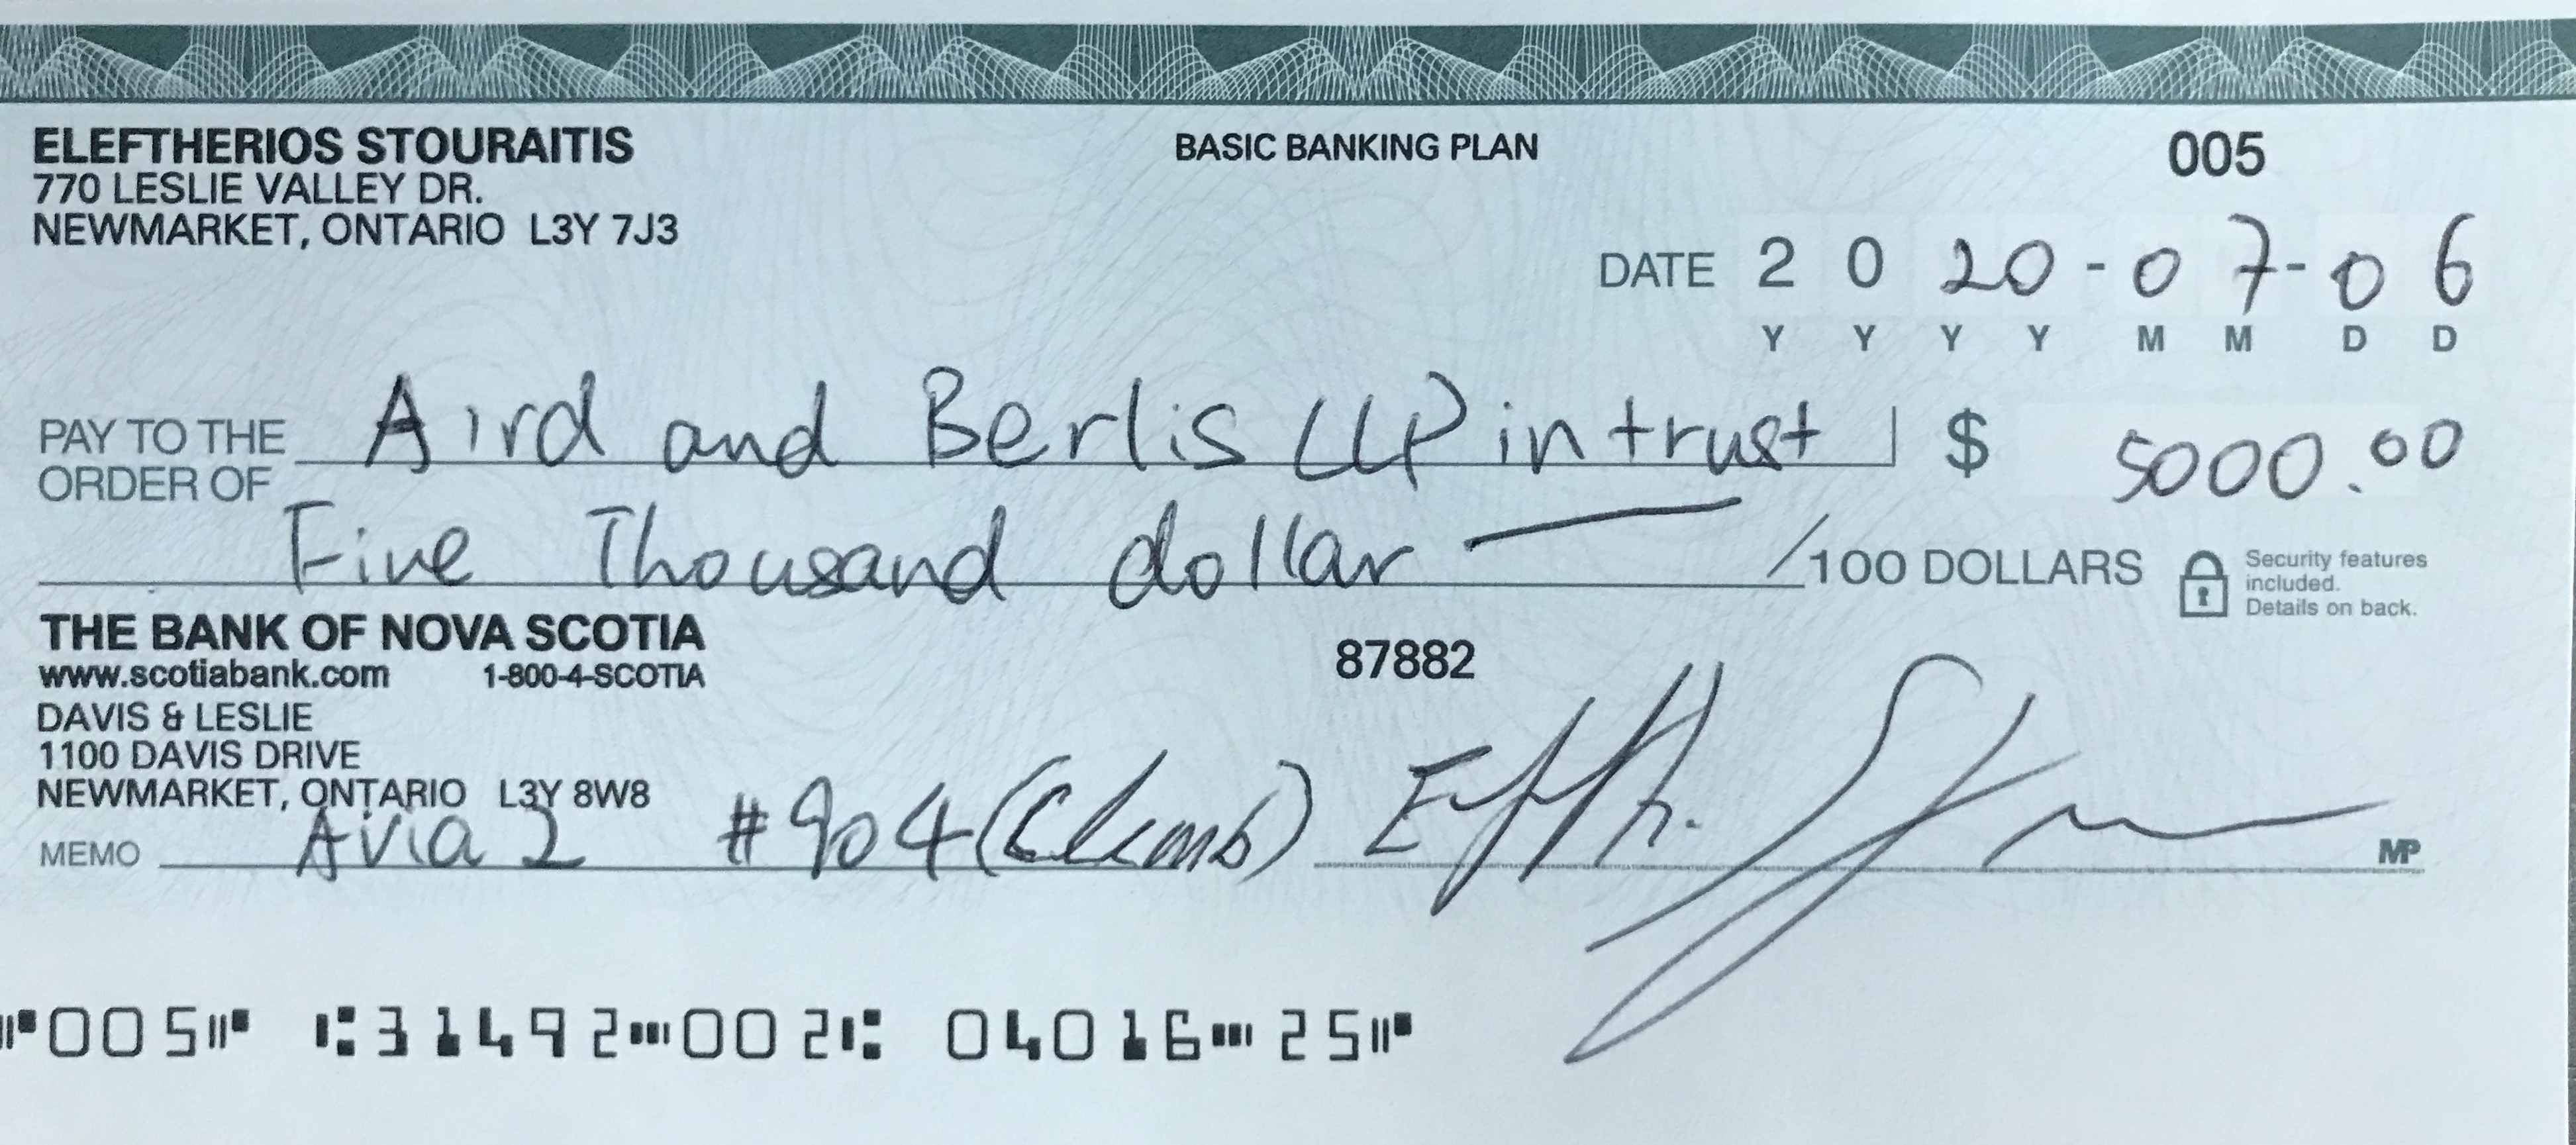 ELEFTHERIOS STOURAITIS
770 LESLIE VALLEY DR.
NEWMARKET, ONTARIO L3Y 7J3
BASIC BANKING PLAN
005
DATE 2020-07-06
Y Y Y Y M M D D
PAY TO THE ORDER OF Aird and Berlis LLP in trust $ 5000.00
Five Thousand dollar /100 DOLLARS
Security features
included.
Details on back.
THE BANK OF NOVA SCOTIA
www.scotiabank.com 1-800-4-SCOTIA
87882
DAVIS & LESLIE
1100 DAVIS DRIVE
NEWMARKET, ONTARIO L3Y 8W8
MEMO Avia 2 #904 (Climb)
MP
005 31492 002 04016 25